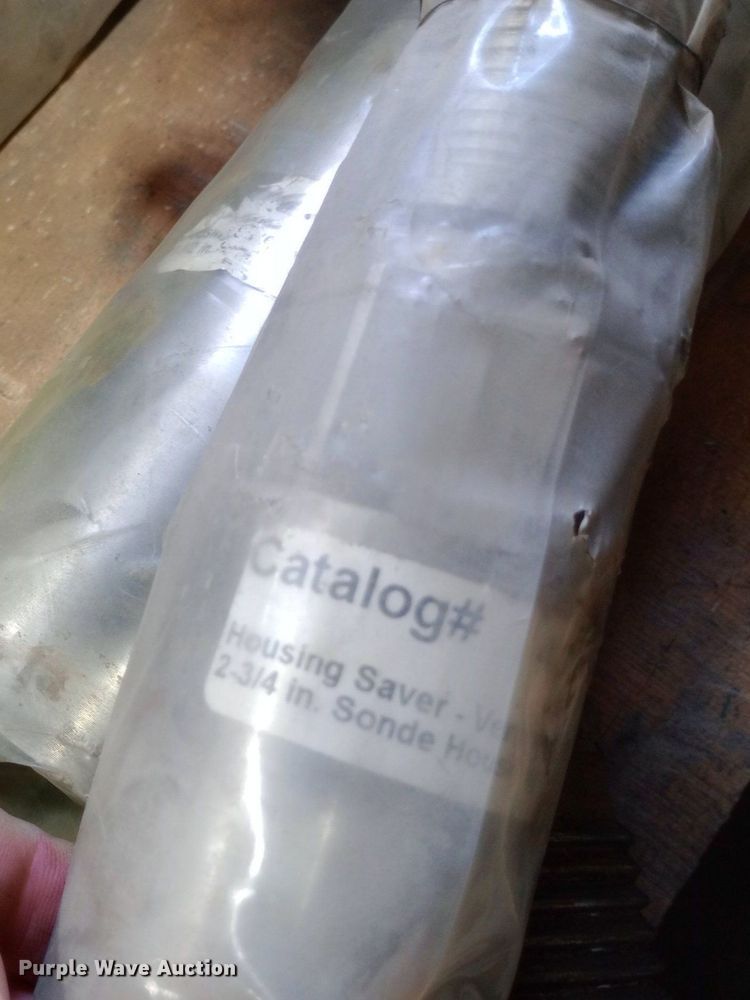 Catalog#
Housing Saver -
2-3/4 in. Sonde
Purple Wave Auction